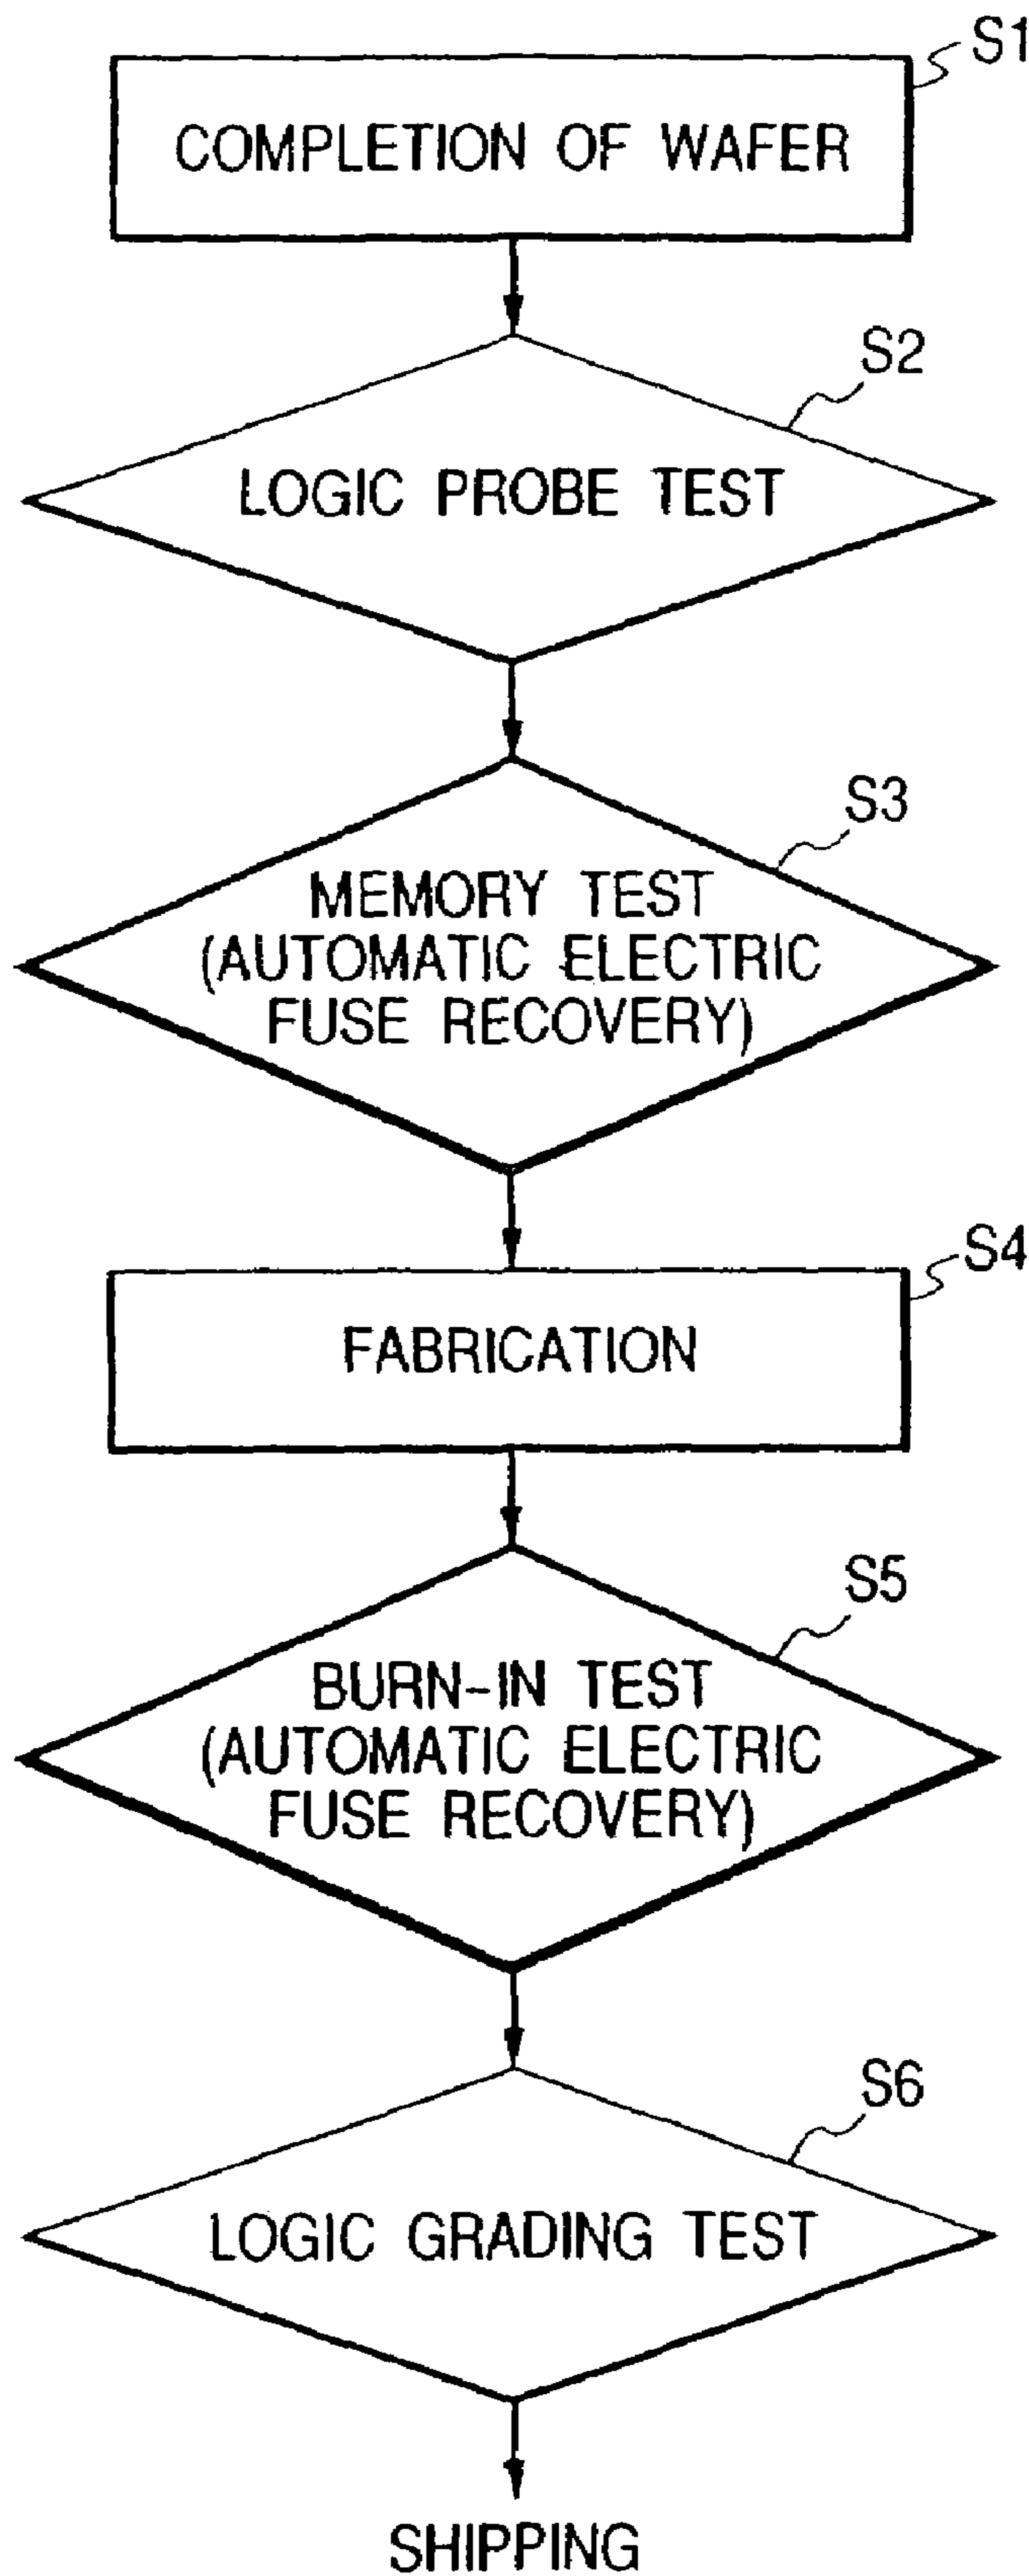 S1
COMPLETION OF WAFER
S2
LOGIC PROBE TEST
S3
MEMORY TEST
(AUTOMATIC ELECTRIC
FUSE RECOVERY)
S4
FABRICATION
S5
BURN-IN TEST
(AUTOMATIC ELECTRIC
FUSE RECOVERY)
S6
LOGIC GRADING TEST
SHIPPING